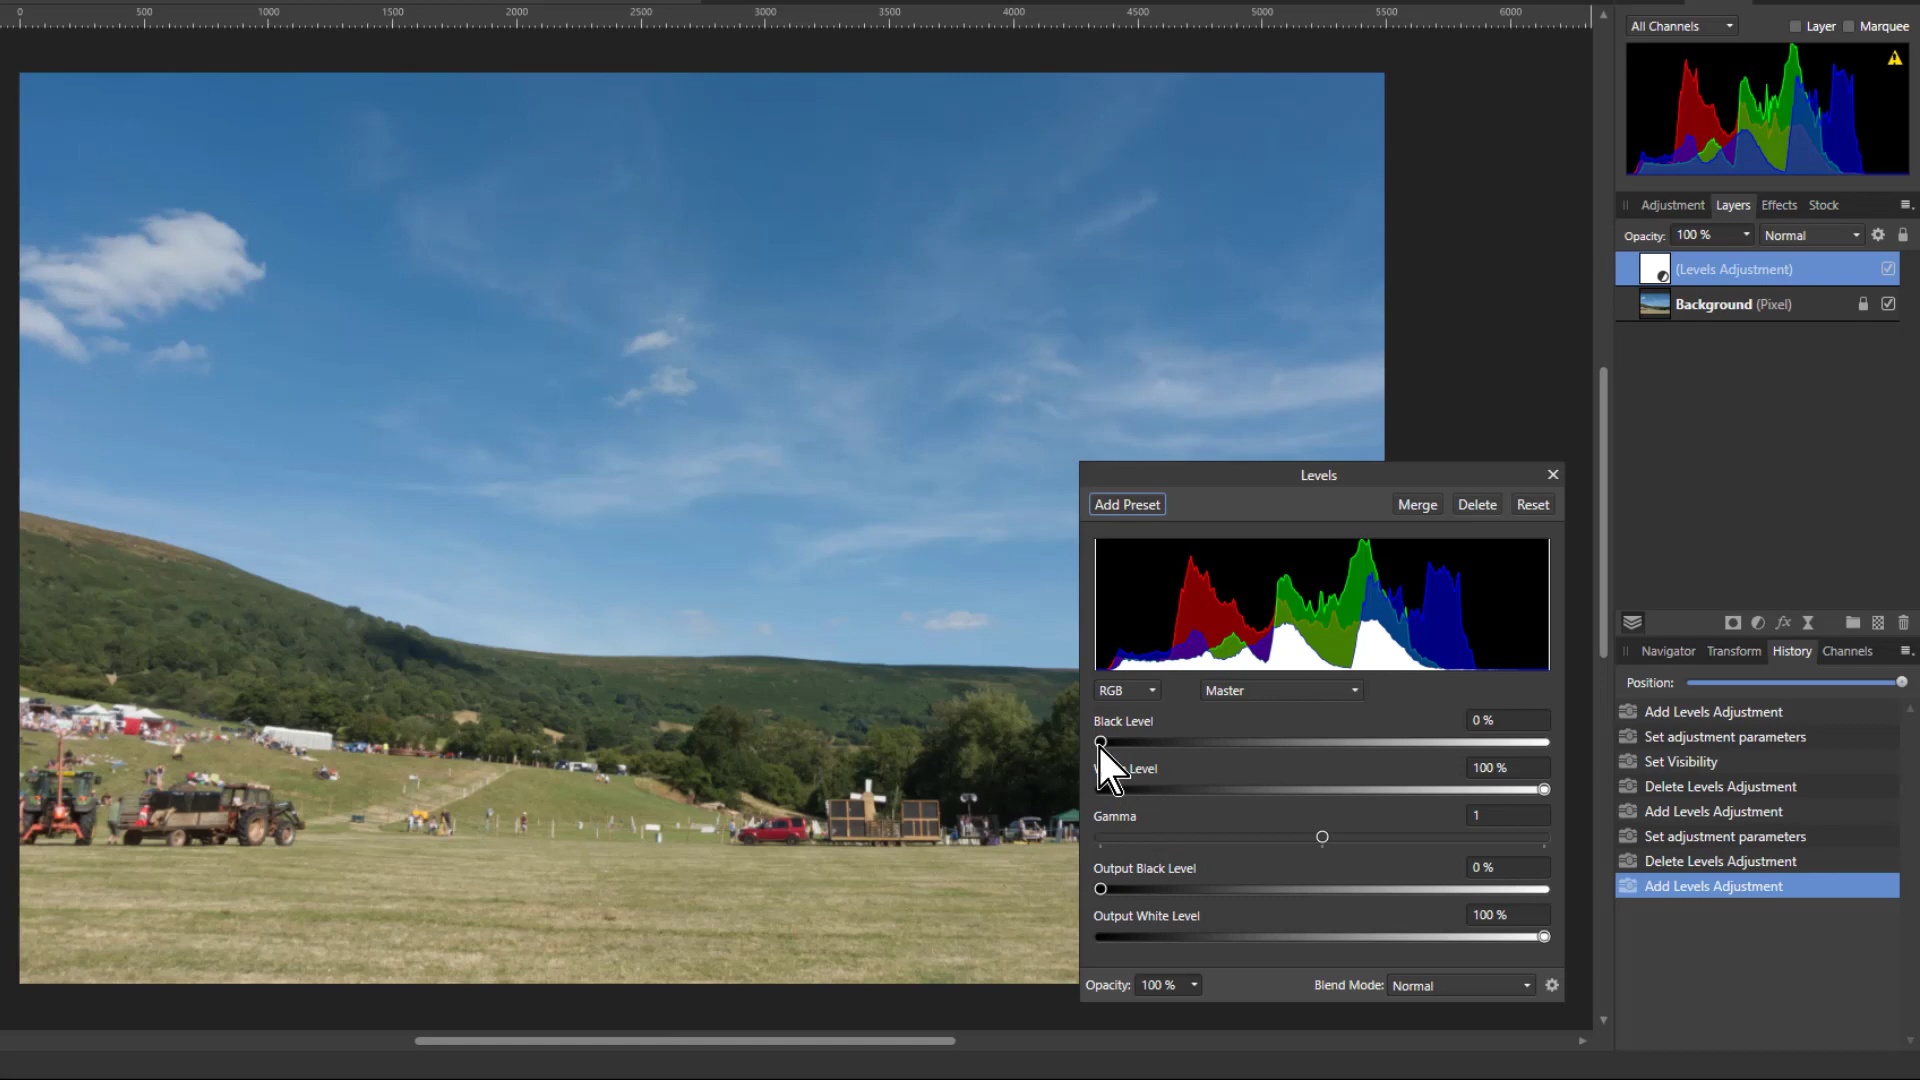 0 500 1000 1500 2000 2500 3000 3500 4000 4500 5000 5500 6000
All Channels Layer Marquee
Adjustment Layers Effects Stock
Opacity: 100 % Normal
(Levels Adjustment)
Background (Pixel)
Levels
Add Preset Merge Delete Reset
RGB Master
Black Level 0 %
Level 100 %
Gamma 1
Output Black Level 0 %
Output White Level 100 %
Opacity: 100 % Blend Mode: Normal
fx
Navigator Transform History Channels
Position:
Add Levels Adjustment
Set adjustment parameters
Set Visibility
Delete Levels Adjustment
Add Levels Adjustment
Set adjustment parameters
Delete Levels Adjustment
Add Levels Adjustment